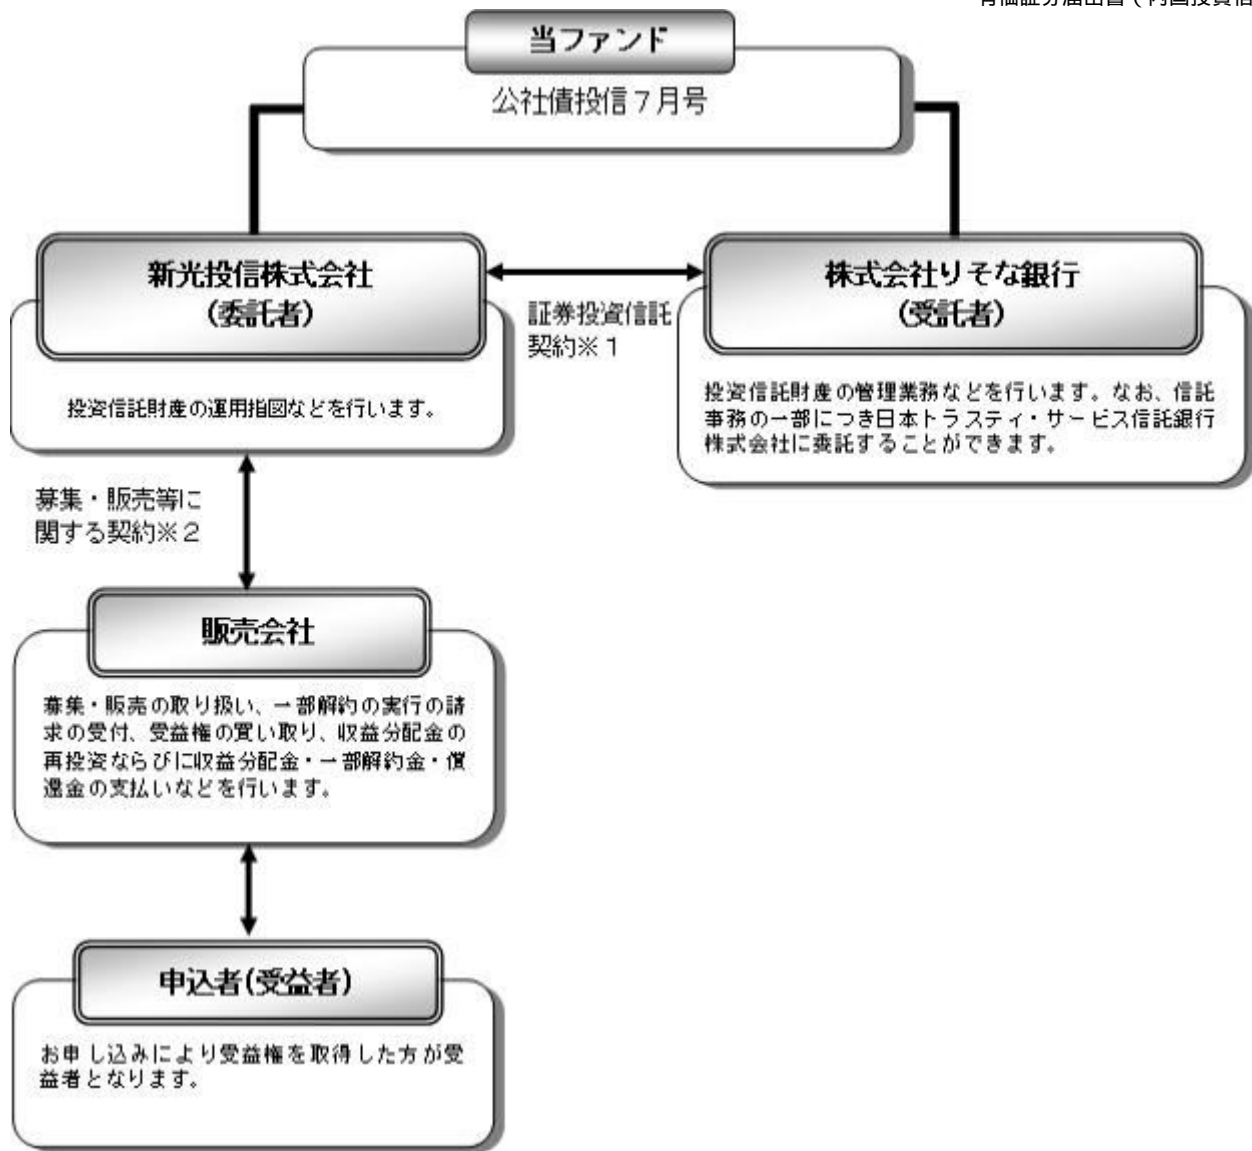 当ファンド
公社債投信７月号
新光投信株式会社
(委託者)
投資信託財産の運用指図などを行います。
証券投資信託
契約※１
株式会社りそな銀行
(受託者)
投資信託財産の管理業務などを行います。なお、信託
事務の一部につき日本トラスティ・サービス信託銀行
株式会社に委託することができます。
募集・販売等に
関する契約※２
販売会社
募集・販売の取り扱い、一部解約の実行の請
求の受付、受益権の買い取り、収益分配金の
再投資ならびに収益分配金・一部解約金・償
還金の支払いなどを行います。
申込者(受益者)
お申し込みにより受益権を取得した方が受
益者となります。